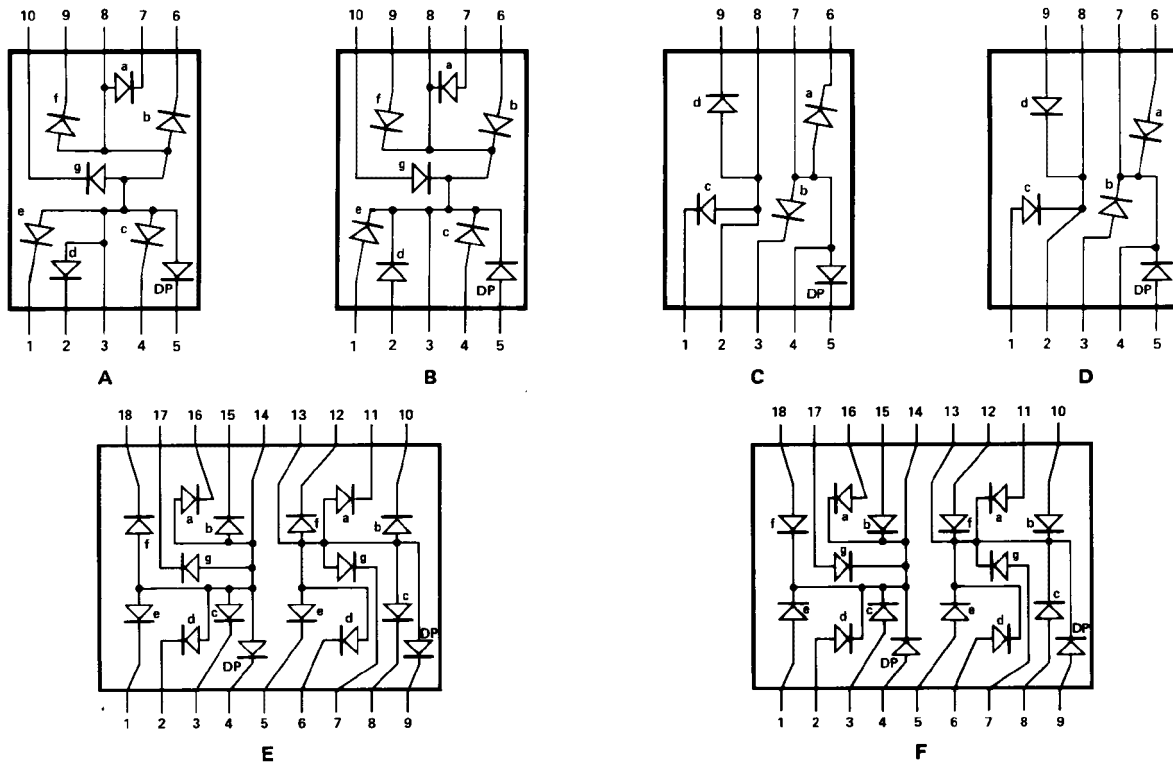 10 9 8 7 6
a
f
b
g
e
c
d
DP
1 2 3 4 5
A
10 9 8 7 6
a
f
b
g
e
c
d
DP
1 2 3 4 5
B
9 8 7 6
d
a
c
b
DP
1 2 3 4 5
C
9 8 7 6
d
a
c
b
DP
1 2 3 4 5
D
18 17 16 15 14 13 12 11 10
a a
f b f b
g g
e c e c
d d
DP DP
1 2 3 4 5 6 7 8 9
E
18 17 16 15 14 13 12 11 10
a a
f b f b
g g
e c e c
d d
DP DP
1 2 3 4 5 6 7 8 9
F